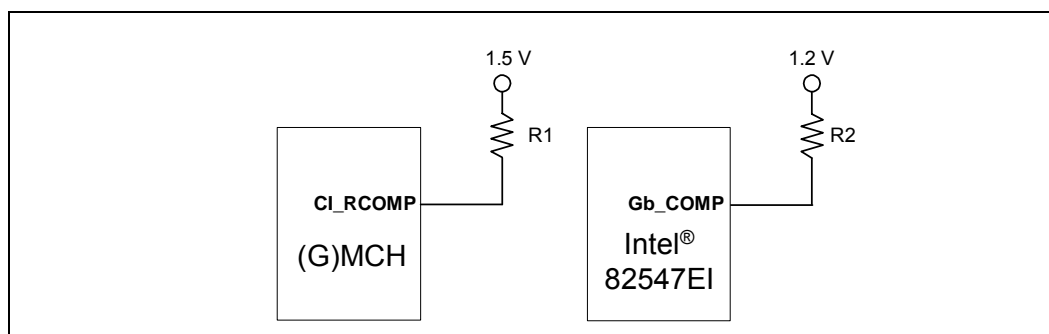 1.5 V
R1
CI_RCOMP
(G)MCH
1.2 V
R2
Gb_COMP
Intel®
82547EI